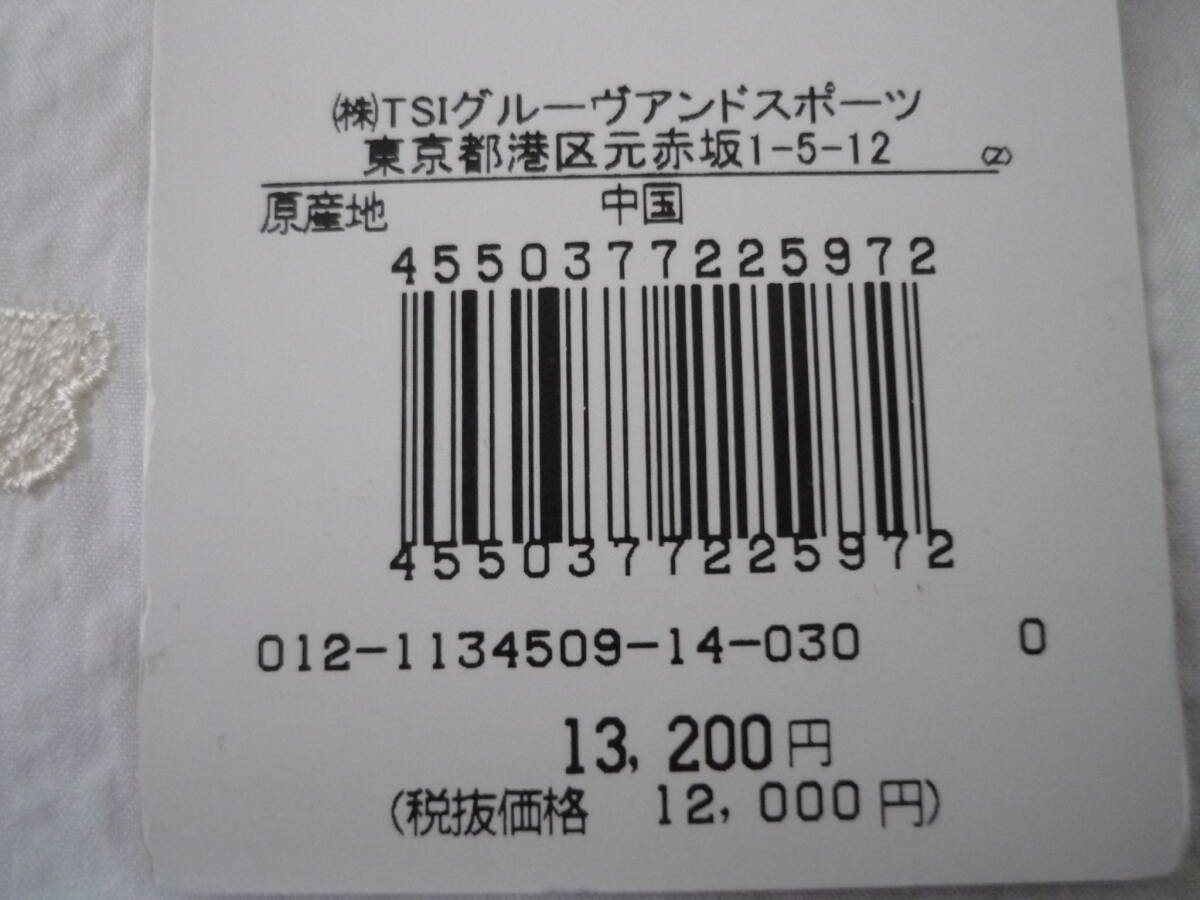 ㈱TSIグルーヴアンドスポーツ
東京都港区元赤坂1-5-12 (Z)
原産地 中国
4550377225972
4550377225972
012-1134509-14-030 0
13,200円
(税抜価格 12,000円)